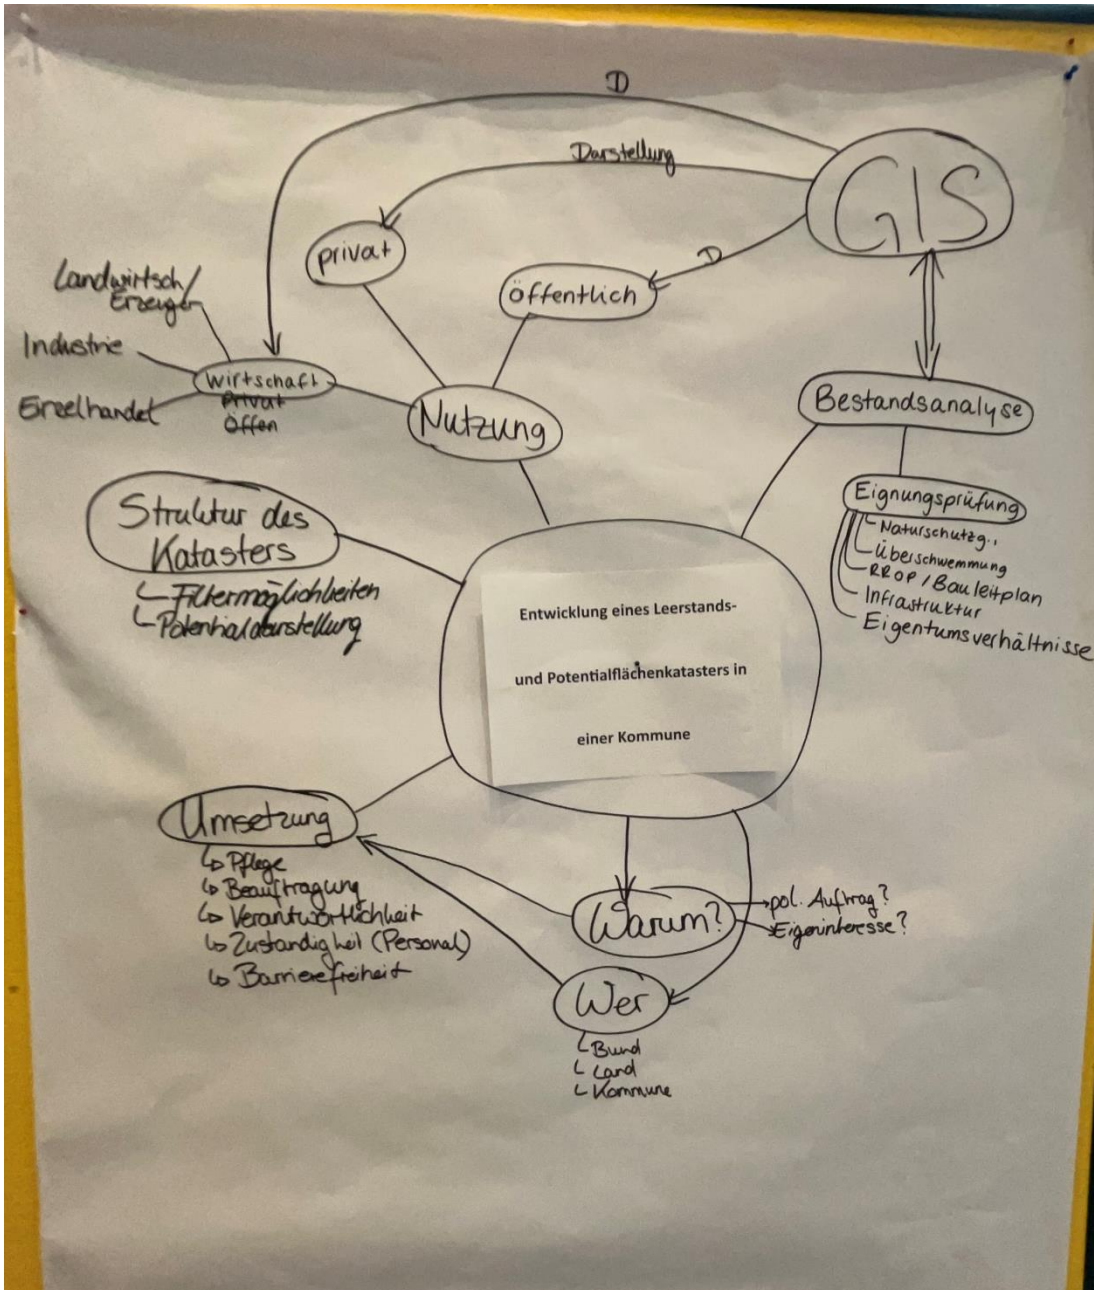 D
Darstellung
GIS
privat
D
öffentlich
Landwirtsch/
Erzeuger
Industrie
Einzelhandel
Wirtschaft
Privat
Öffen
Nutzung
Bestandsanalyse
Eignungsprüfung
Naturschutzg.,
Überschwemmung
RROP / Bauleitplan
Infrastruktur
Eigentumsverhältnisse
Struktur des
Katasters
Filtermöglichkeiten
Potentialdarstellung
Entwicklung eines Leerstands-
und Potentialflächenkatasters in
einer Kommune
Umsetzung
Pflege
Beauftragung
Verantwortlichkeit
Zuständigkeit (Personal)
Barrierefreiheit
Warum?
pol. Auftrag?
Eigeninteresse?
Wer
Bund
Land
Kommune